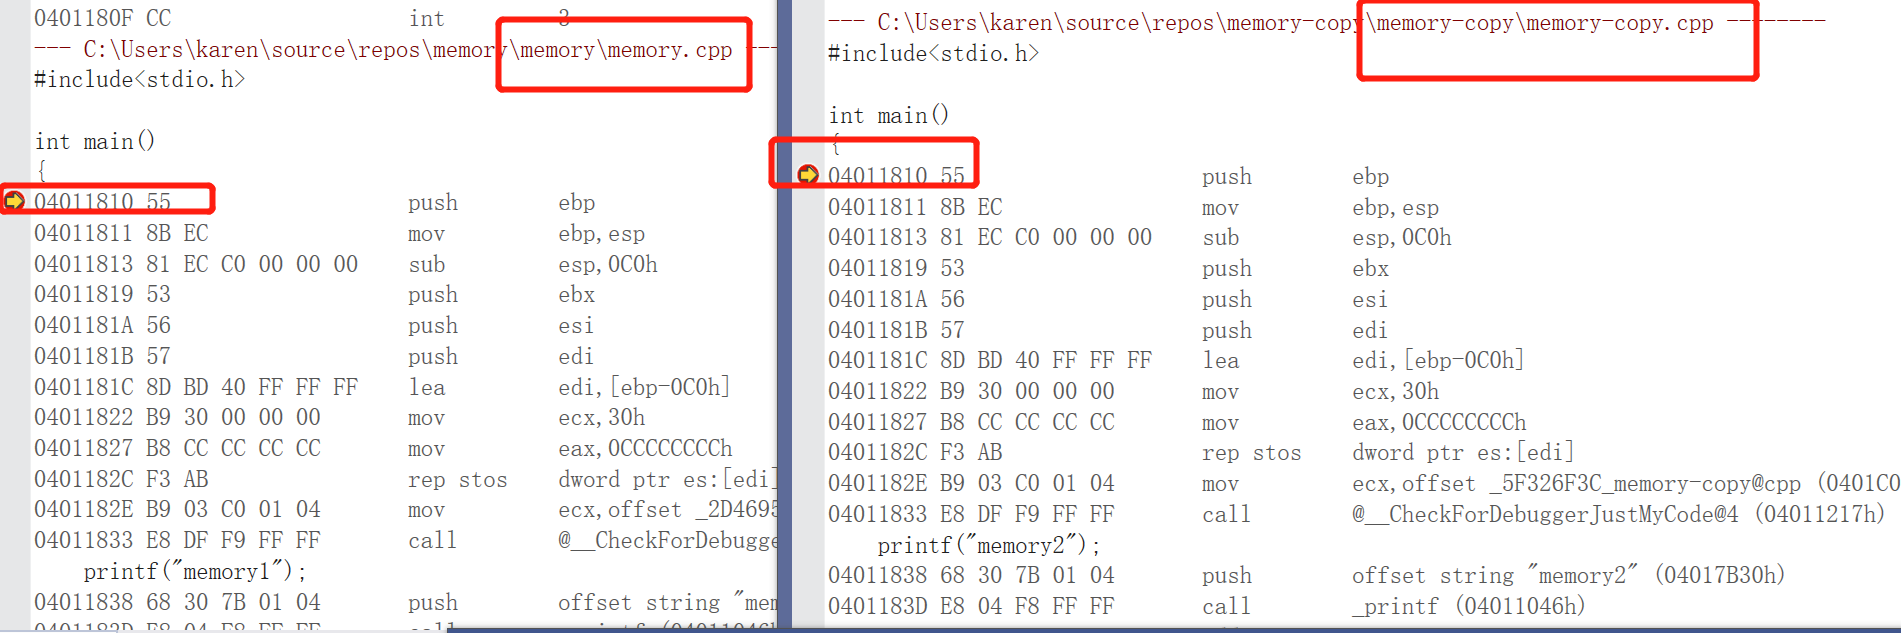 0401180F CC int 3
--- C:\Users\karen\source\repos\memory\memory\memory.cpp ---
#include<stdio.h>
int main()
{
04011810 55 push ebp
04011811 8B EC mov ebp,esp
04011813 81 EC C0 00 00 00 sub esp,0C0h
04011819 53 push ebx
0401181A 56 push esi
0401181B 57 push edi
0401181C 8D BD 40 FF FF FF lea edi,[ebp-0C0h]
04011822 B9 30 00 00 00 mov ecx,30h
04011827 B8 CC CC CC CC mov eax,0CCCCCCCCh
0401182C F3 AB rep stos dword ptr es:[edi]
0401182E B9 03 C0 01 04 mov ecx,offset _2D4695
04011833 E8 DF F9 FF FF call @__CheckForDebugge
printf("memory1");
04011838 68 30 7B 01 04 push offset string "mem
0401183D E8 04 F8 FF FF call _printf (04011046h
--- C:\Users\karen\source\repos\memory-copy\memory-copy\memory-copy.cpp --------
#include<stdio.h>
int main()
{
04011810 55 push ebp
04011811 8B EC mov ebp,esp
04011813 81 EC C0 00 00 00 sub esp,0C0h
04011819 53 push ebx
0401181A 56 push esi
0401181B 57 push edi
0401181C 8D BD 40 FF FF FF lea edi,[ebp-0C0h]
04011822 B9 30 00 00 00 mov ecx,30h
04011827 B8 CC CC CC CC mov eax,0CCCCCCCCh
0401182C F3 AB rep stos dword ptr es:[edi]
0401182E B9 03 C0 01 04 mov ecx,offset _5F326F3C_memory-copy@cpp (0401C0
04011833 E8 DF F9 FF FF call @__CheckForDebuggerJustMyCode@4 (04011217h)
printf("memory2");
04011838 68 30 7B 01 04 push offset string "memory2" (04017B30h)
0401183D E8 04 F8 FF FF call _printf (04011046h)